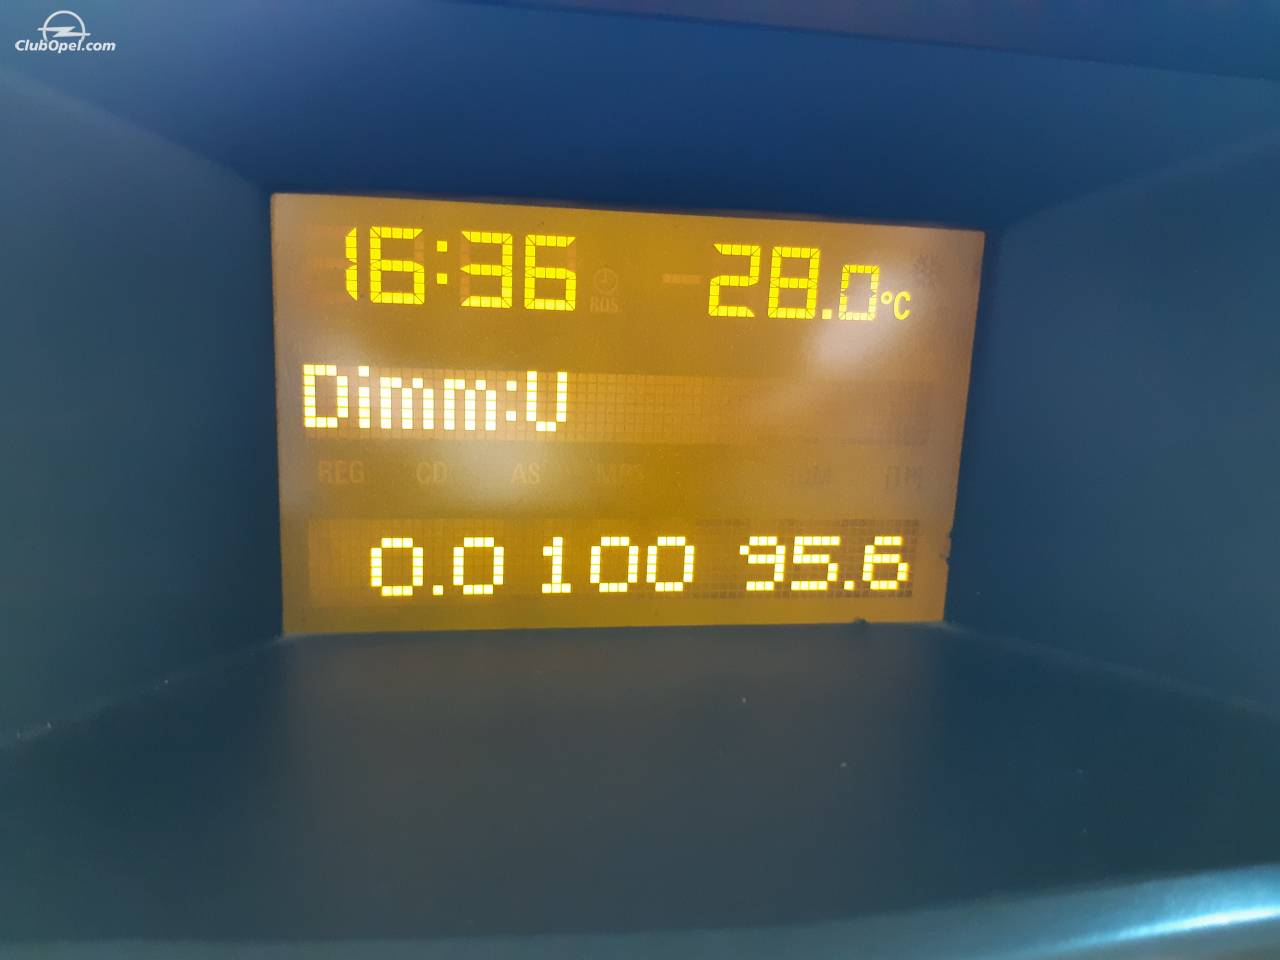 ClubOpel.com
16:36 28.0°C
RDS
Dimm:V
REG CD AS MP3
0.0 100 95.6